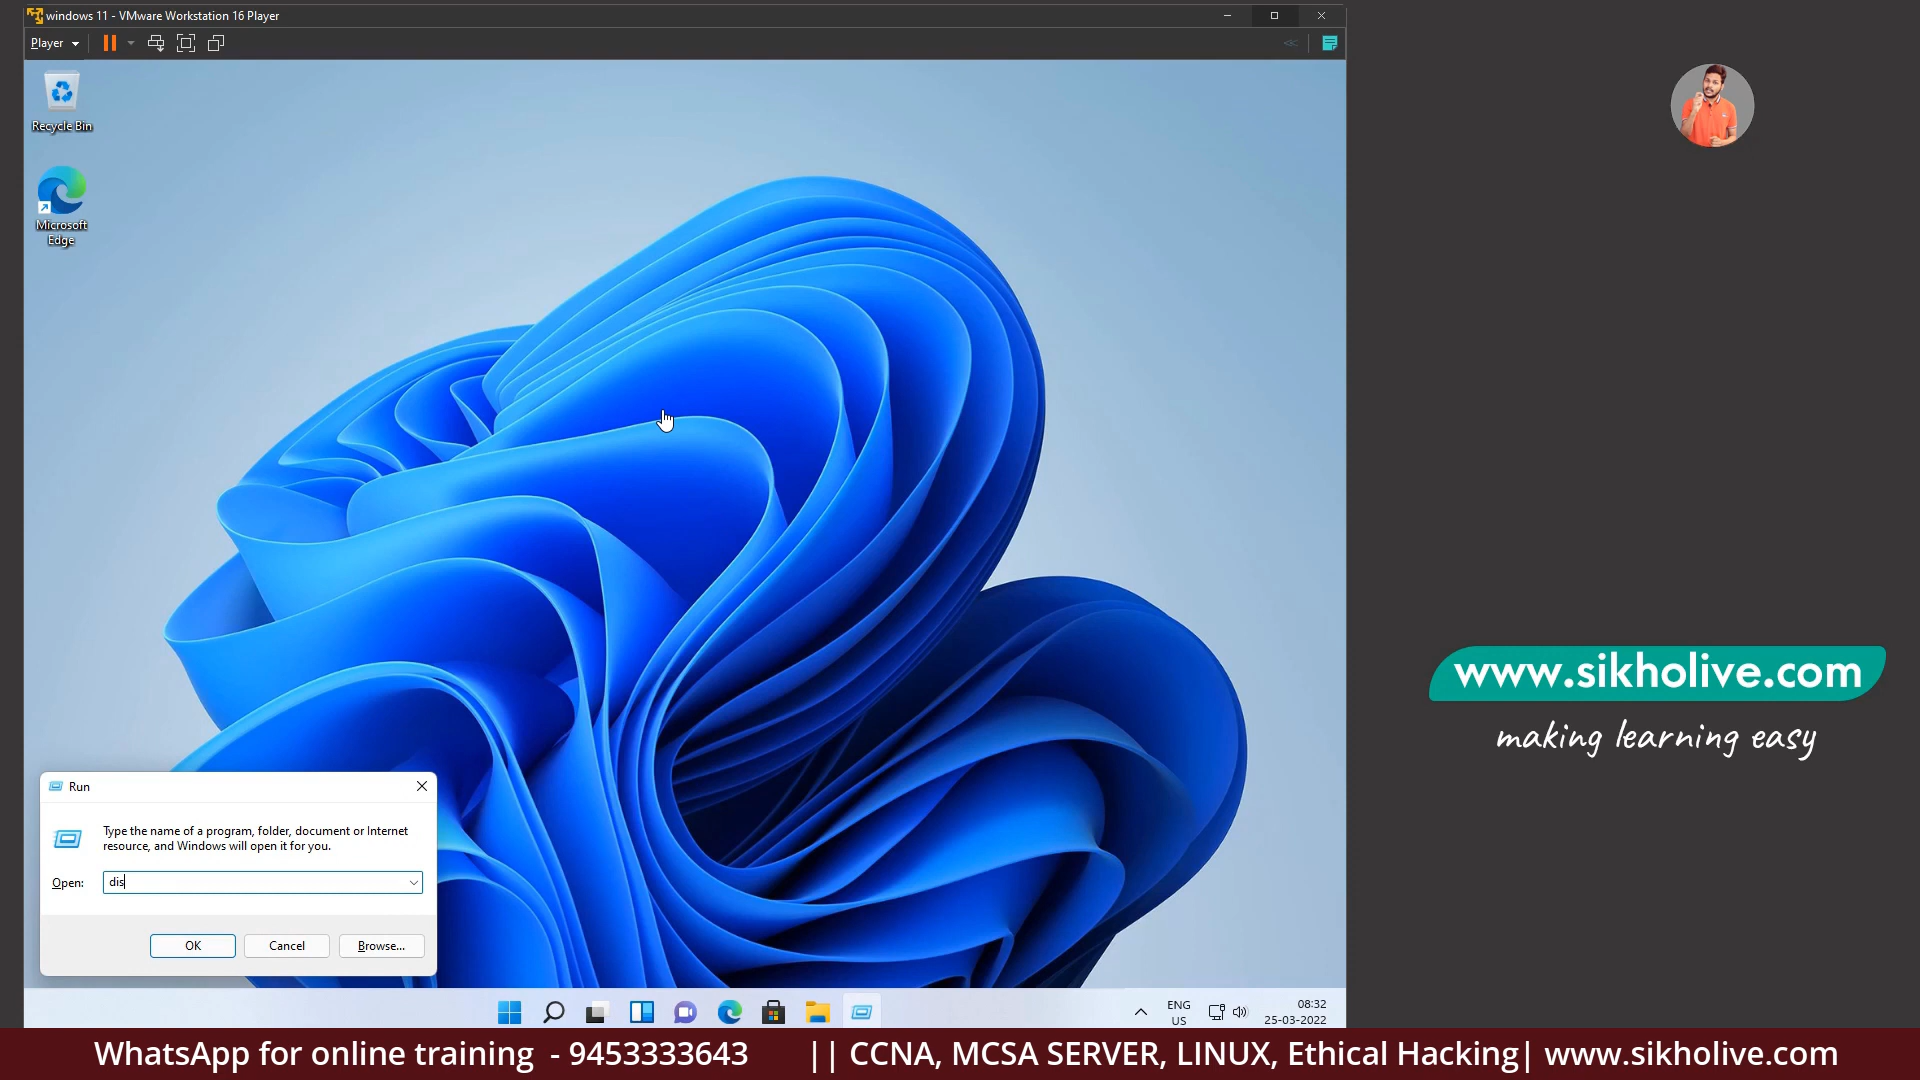 windows 11 - VMware Workstation 16 Player
Player
Recycle Bin
Microsoft
Edge
www.sikholive.com
making learning easy
Run
Type the name of a program, folder, document or Internet
resource, and Windows will open it for you.
Open: dis
OK Cancel Browse...
ENG
US
08:32
25-03-2022
WhatsApp for online training - 9453333643 || CCNA, MCSA SERVER, LINUX, Ethical Hacking| www.sikholive.com